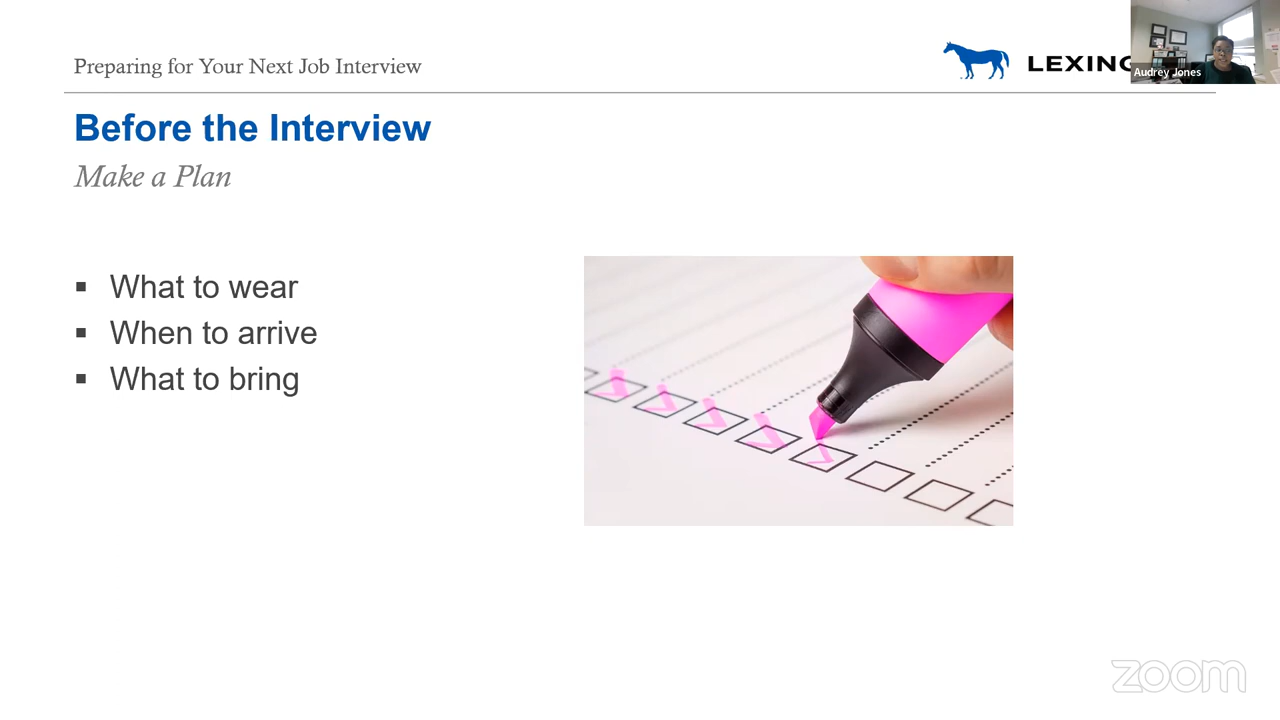 Preparing for Your Next Job Interview
LEXING
Audrey Jones
Before the Interview
Make a Plan
▪ What to wear
▪ When to arrive
▪ What to bring
zoom